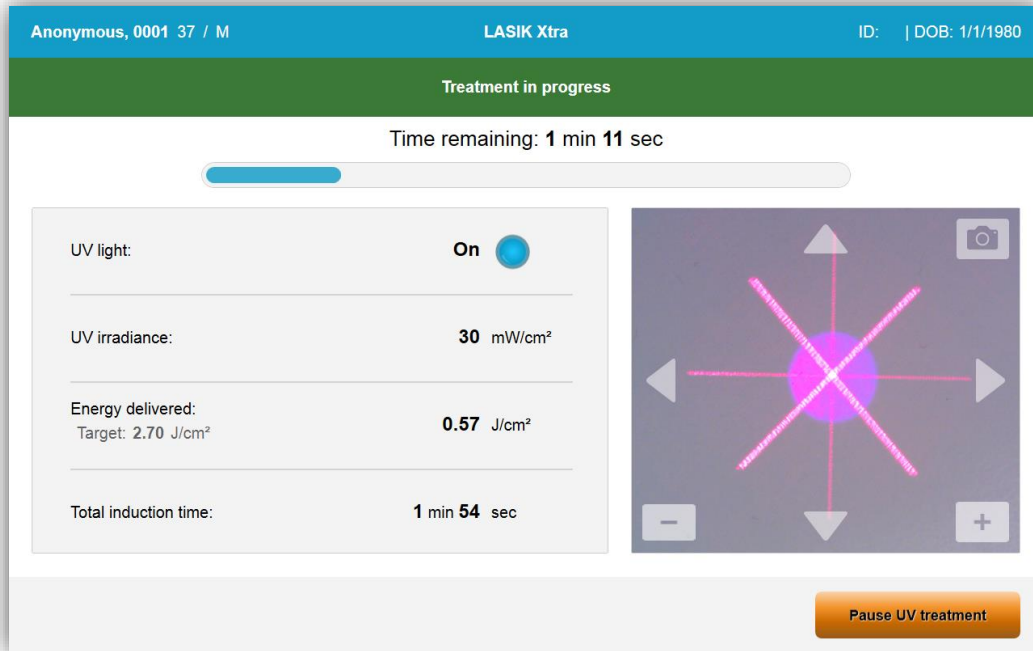 Anonymous, 0001 37 / M LASIK Xtra ID: | DOB: 1/1/1980
Treatment in progress
Time remaining: 1 min 11 sec
UV light: On
UV irradiance: 30 mW/cm²
Energy delivered:
Target: 2.70 J/cm² 0.57 J/cm²
Total induction time: 1 min 54 sec
Pause UV treatment